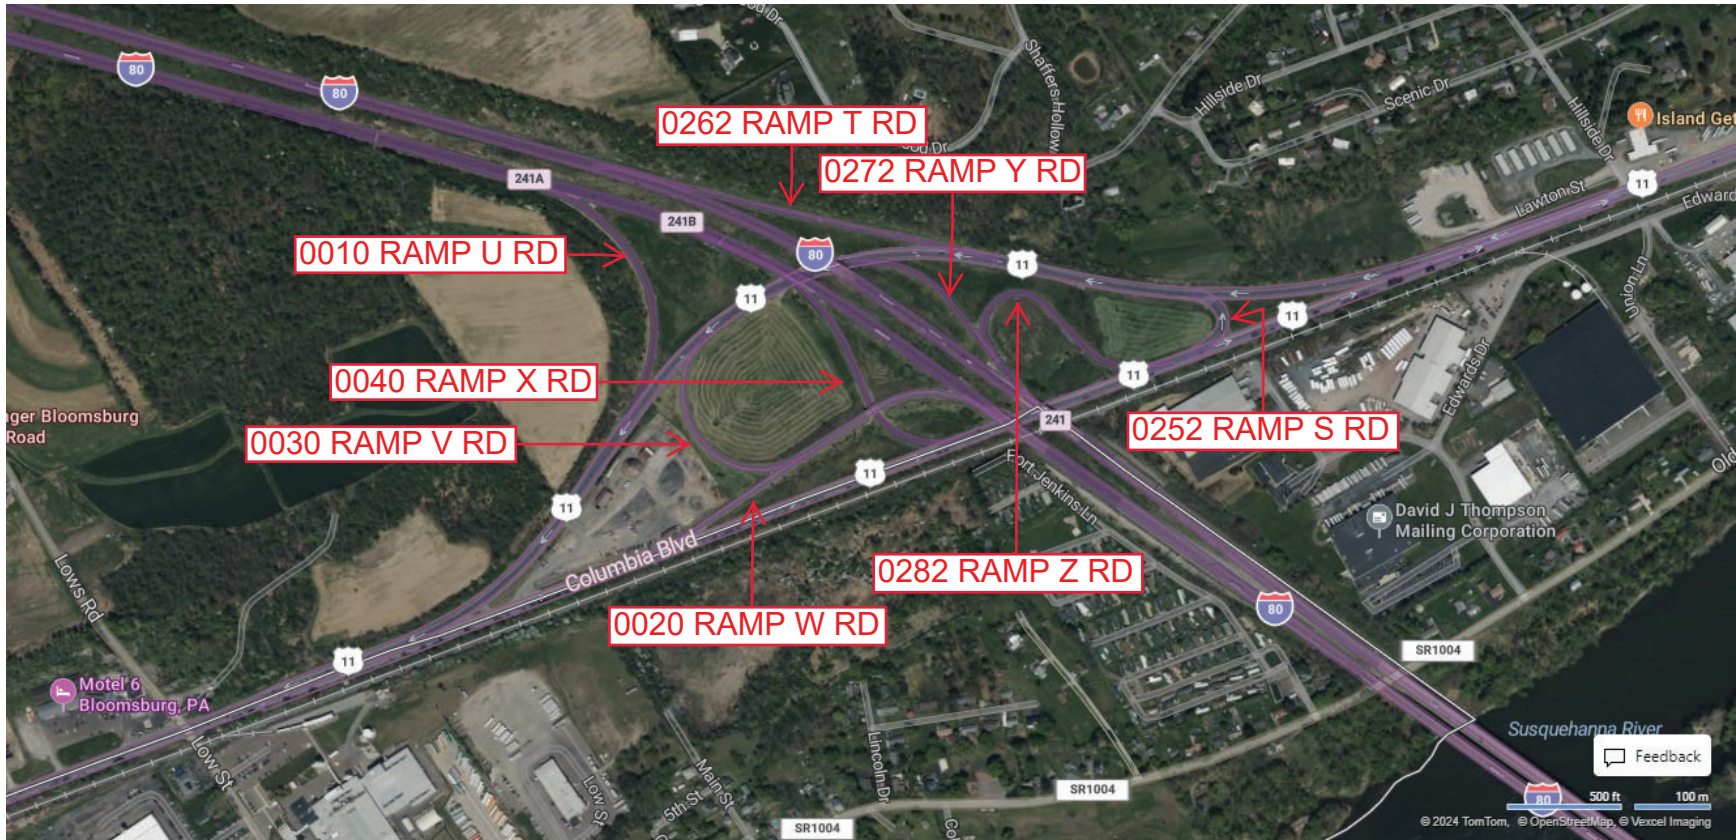 80
80
Shaffers Hollow
Hillside Dr
Scenic Dr
Hillside Dr
Island Get
0262 RAMP T RD
0272 RAMP Y RD
241A
241B
11
Lawton St
Edward
0010 RAMP U RD
80
11
11
11
Union Ln
0040 RAMP X RD
11
Edwards Dr
ager Bloomsburg
Road
0030 RAMP V RD
241
0252 RAMP S RD
11
Fort Jenkins Ln
Old
11
David J Thompson
Mailing Corporation
Columbia Blvd
0282 RAMP Z RD
Lows Rd
0020 RAMP W RD
80
SR1004
11
Motel 6
Bloomsburg, PA
Low St
Main St
Lincoln Dr
Susquehanna River
Feedback
Low St
5th St
SR1004
80
500 ft
100 m
SR1004
Co
© 2024 TomTom, © OpenStreetMap, © Vexcel Imaging